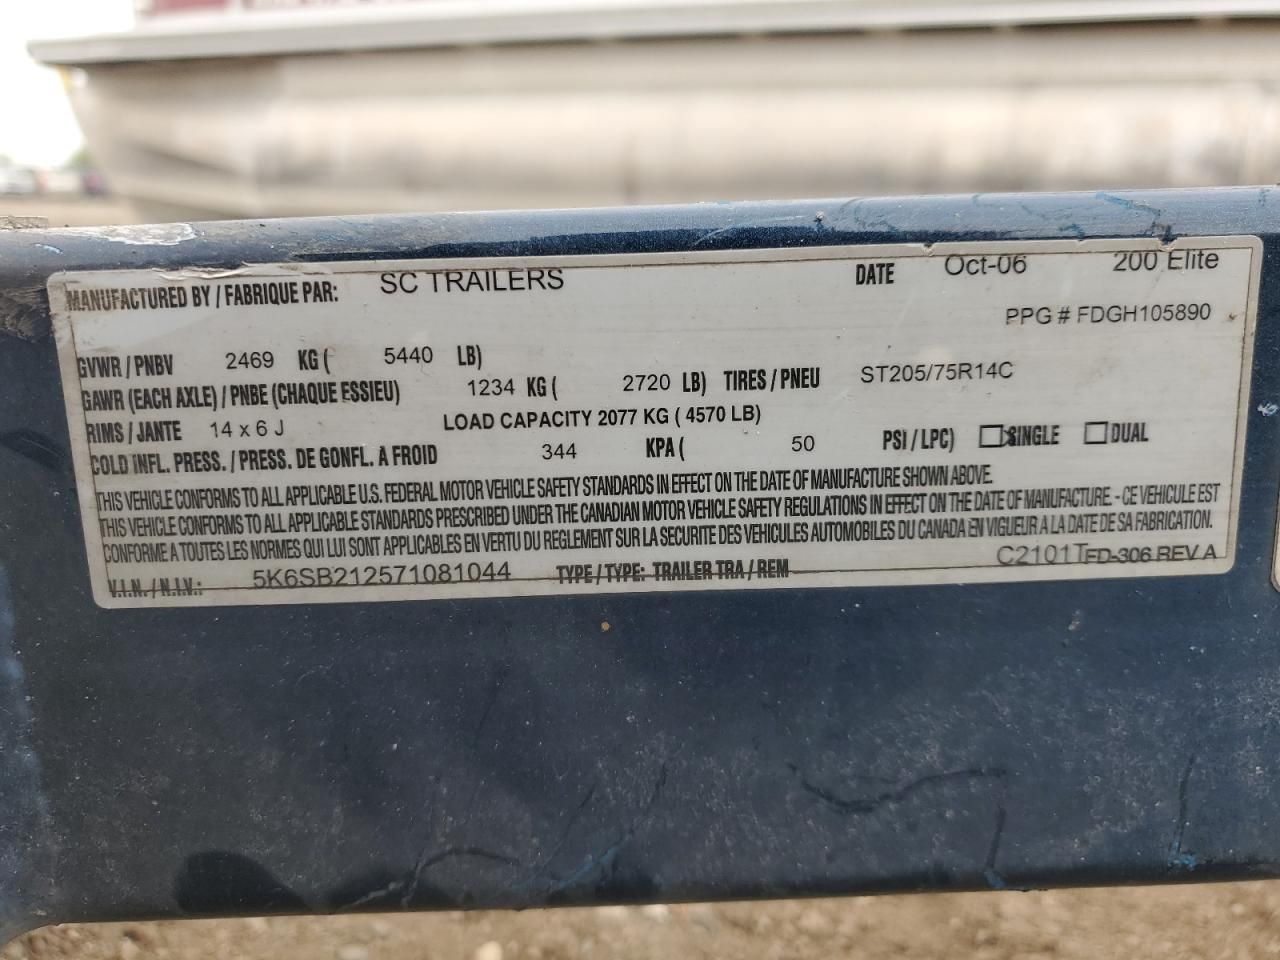 MANUFACTURED BY / FABRIQUE PAR: SC TRAILERS DATE Oct-06 200 Elite
PPG # FDGH105890
GVWR / PNBV 2469 KG ( 5440 LB)
GAWR (EACH AXLE) / PNBE (CHAQUE ESSIEU) 1234 KG ( 2720 LB) TIRES / PNEU ST205/75R14C
RIMS / JANTE 14 x 6 J LOAD CAPACITY 2077 KG ( 4570 LB)
COLD INFL. PRESS. / PRESS. DE GONFL. A FROID 344 KPA ( 50 PSI / LPC) SINGLE DUAL
THIS VEHICLE CONFORMS TO ALL APPLICABLE U.S. FEDERAL MOTOR VEHICLE SAFETY STANDARDS IN EFFECT ON THE DATE OF MANUFACTURE SHOWN ABOVE.
THIS VEHICLE CONFORMS TO ALL APPLICABLE STANDARDS PRESCRIBED UNDER THE CANADIAN MOTOR VEHICLE SAFETY REGULATIONS IN EFFECT ON THE DATE OF MANUFACTURE. - CE VEHICULE EST
CONFORME A TOUTES LES NORMES QUI LUI SONT APPLICABLES EN VERTU DU REGLEMENT SUR LA SECURITE DES VEHICULES AUTOMOBILES DU CANADA EN VIGUEUR A LA DATE DE SA FABRICATION.
V.I.N. / N.I.V.: 5K6SB212571081044 TYPE / TYPE: TRAILER TRA / REM C2101T FD-306 REV A